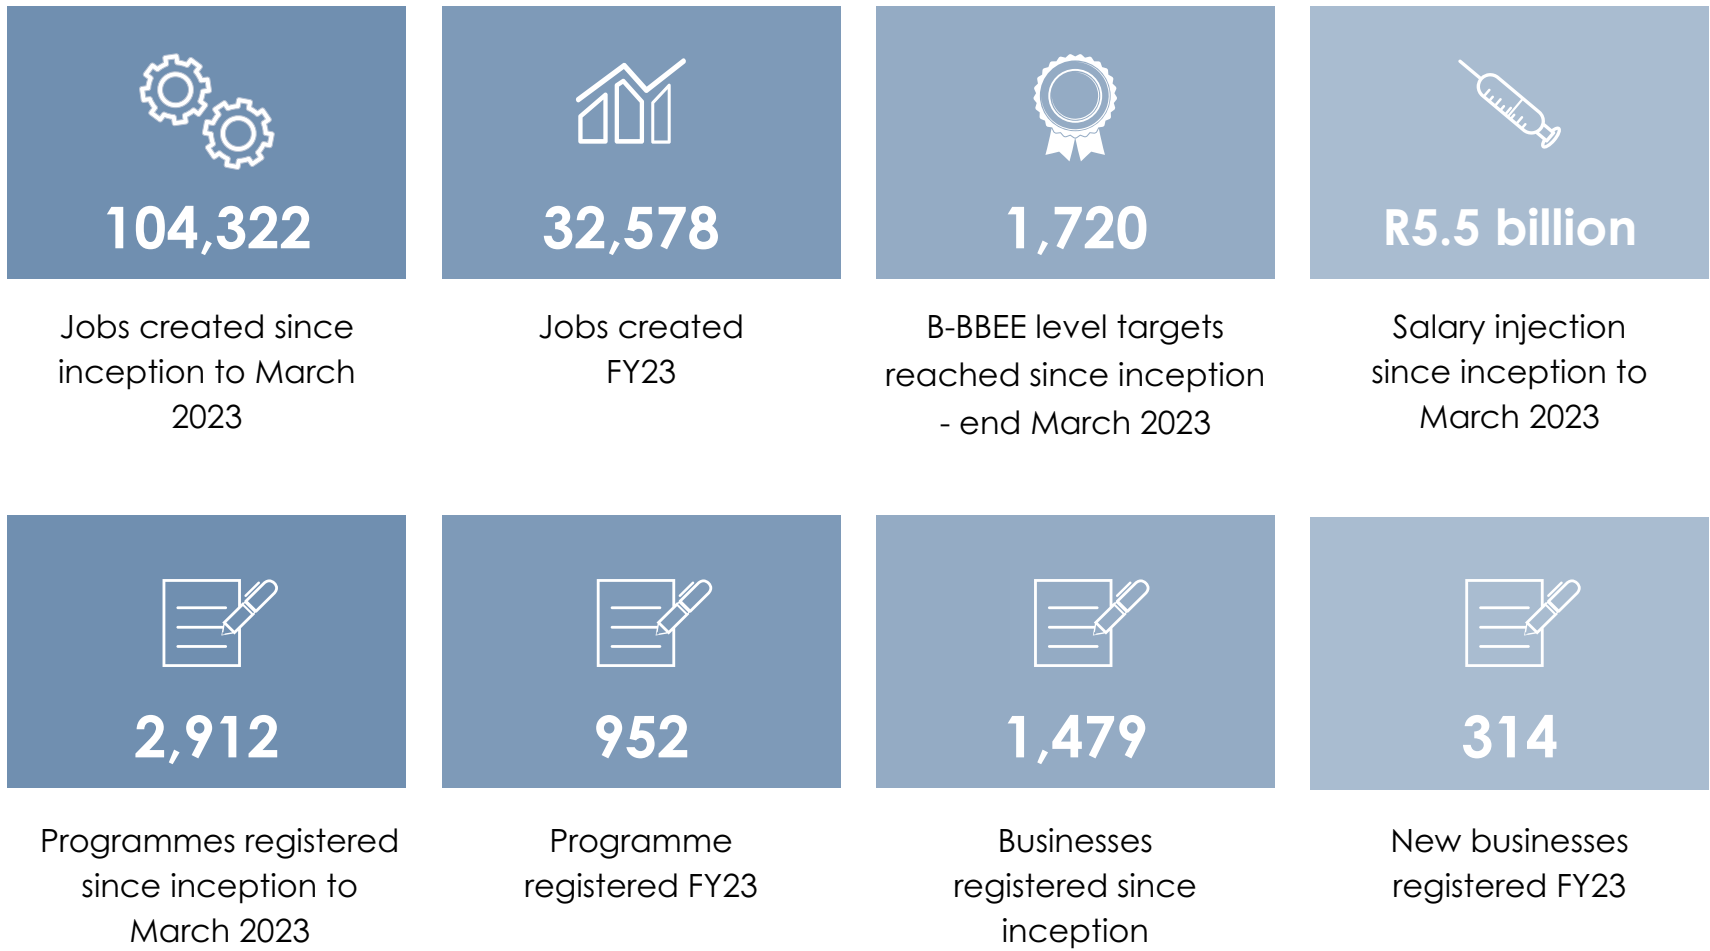 104,322
Jobs created since
inception to March
2023
32,578
Jobs created
FY23
1,720
B-BBEE level targets
reached since inception
- end March 2023
R5.5 billion
Salary injection
since inception to
March 2023
2,912
Programmes registered
since inception to
March 2023
952
Programme
registered FY23
1,479
Businesses
registered since
inception
314
New businesses
registered FY23